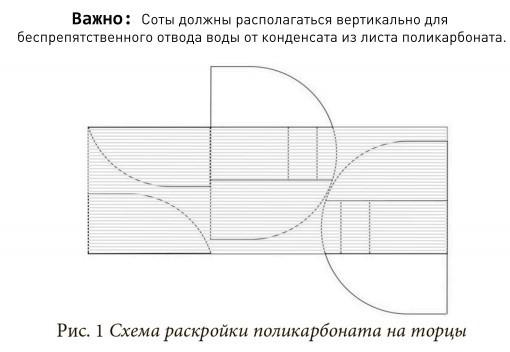 Важно: Соты должны располагаться вертикально для
беспрепятственного отвода воды от конденсата из листа поликарбоната.
Рис. 1 Схема раскройки поликарбоната на торцы